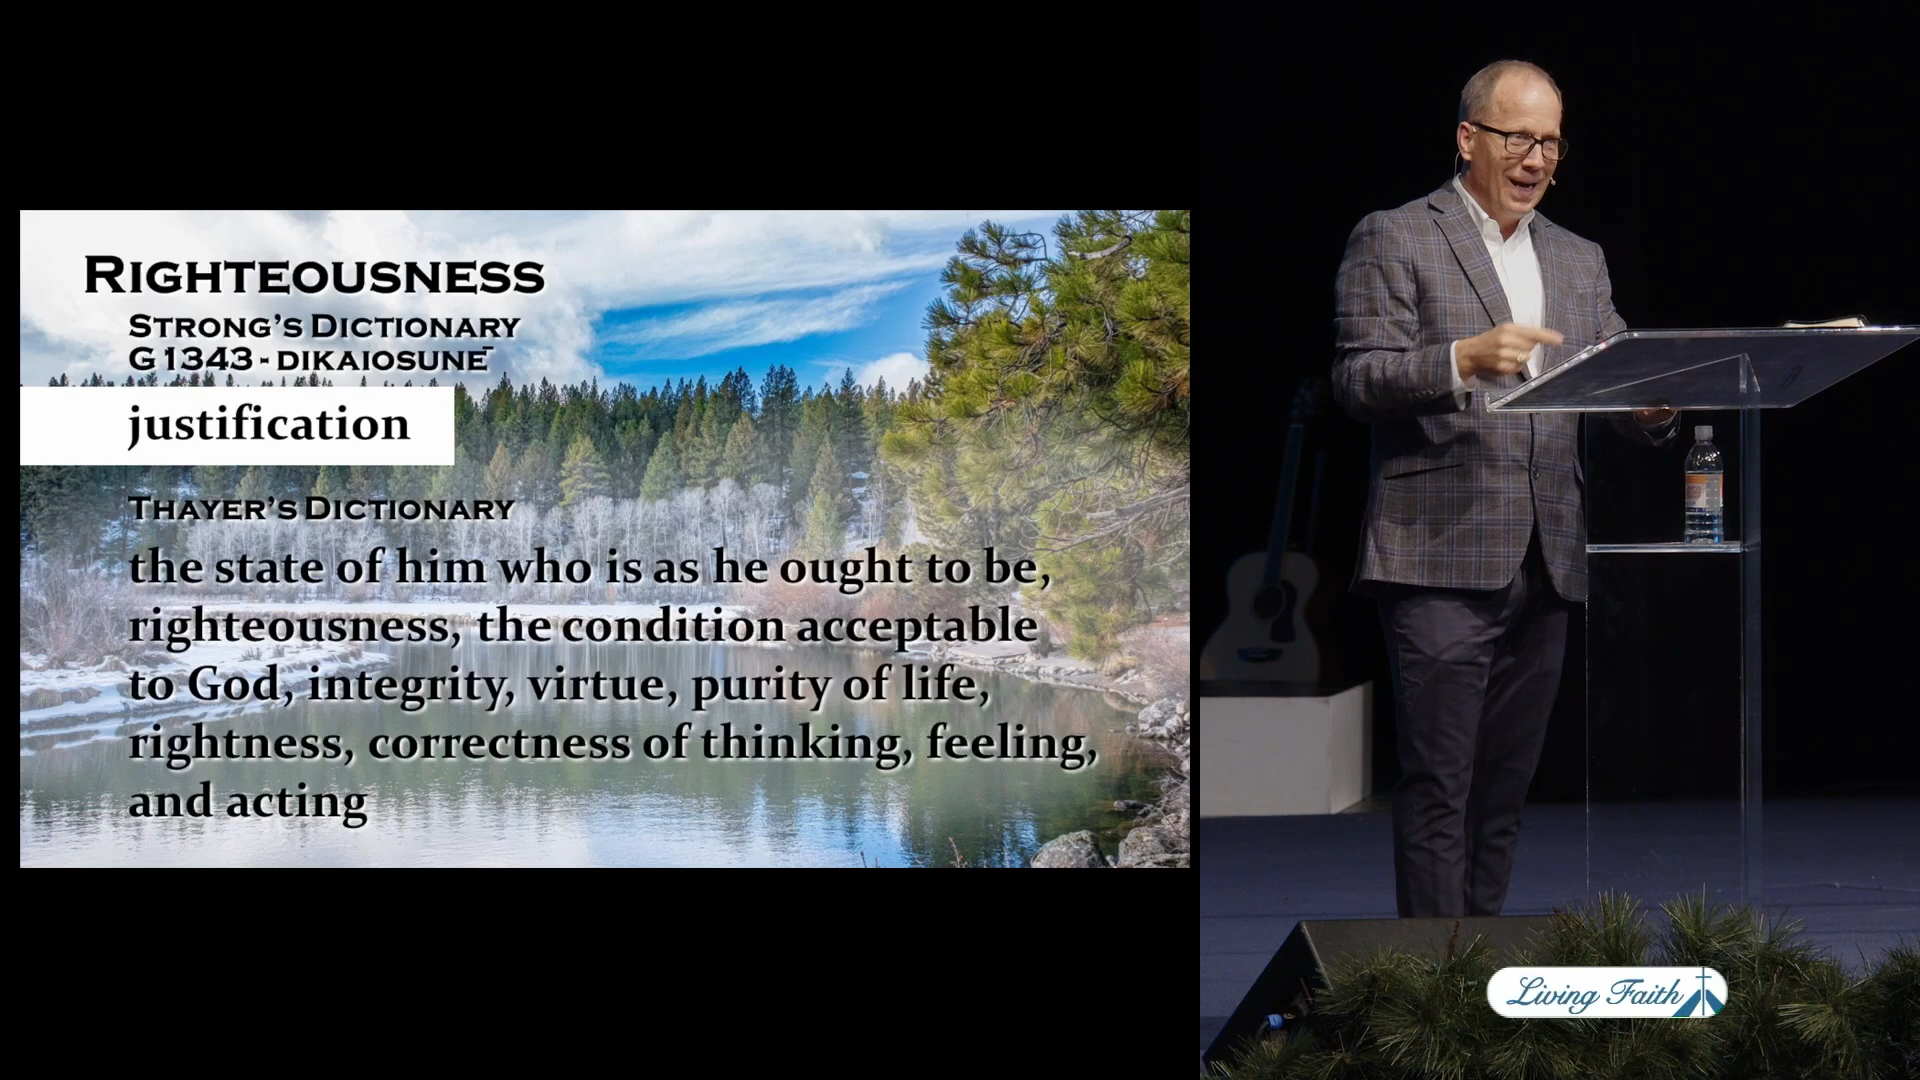 RIGHTEOUSNESS
STRONG'S DICTIONARY
G1343 - DIKAIOSUNE¯
justification
THAYER'S DICTIONARY
the state of him who is as he ought to be,
righteousness, the condition acceptable
to God, integrity, virtue, purity of life,
rightness, correctness of thinking, feeling,
and acting
Living Faith